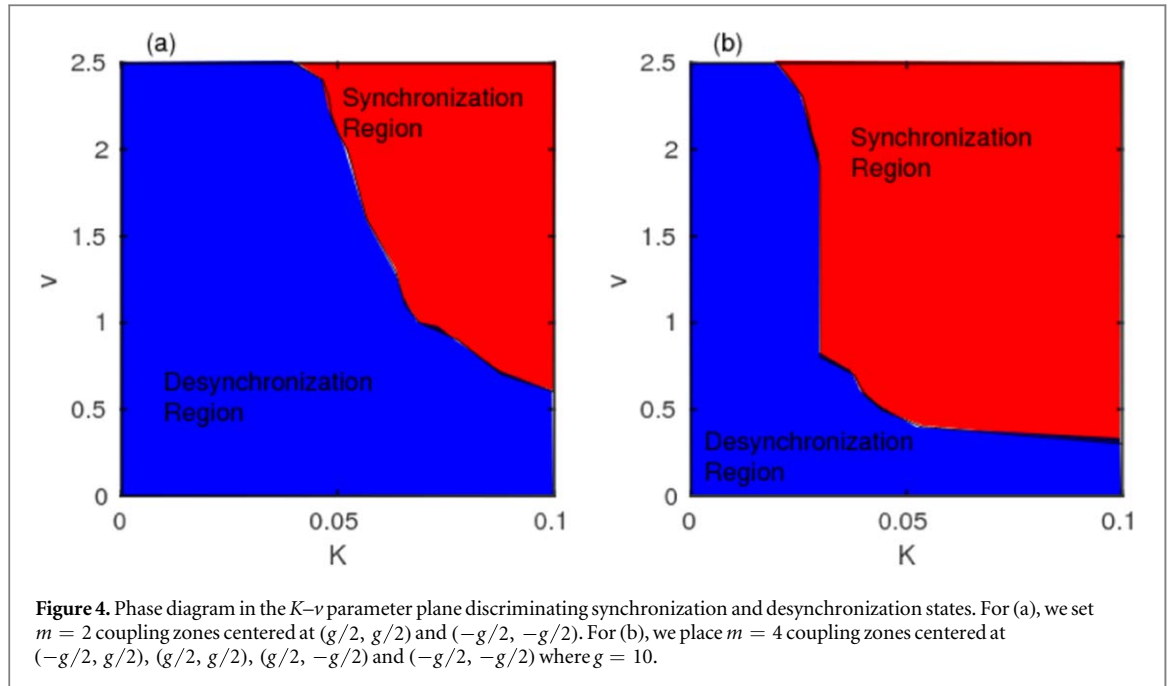 (a)
2.5
2
1.5
1
0.5
0
v
0
0.05
0.1
K
Synchronization
Region
Desynchronization
Region
(b)
2.5
2
1.5
1
0.5
0
v
0
0.05
0.1
K
Synchronization
Region
Desynchronization
Region
Figure 4. Phase diagram in the K–v parameter plane discriminating synchronization and desynchronization states. For (a), we set
m = 2 coupling zones centered at (g/2, g/2) and (−g/2, −g/2). For (b), we place m = 4 coupling zones centered at
(−g/2, g/2), (g/2, g/2), (g/2, −g/2) and (−g/2, −g/2) where g = 10.